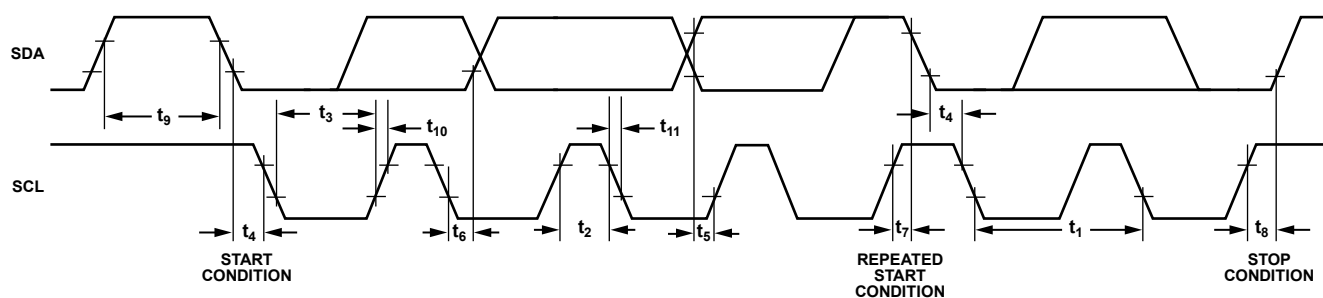 SDA
t9
t3
t10
t11
t4
SCL
t4
t6
t2
t5
t7
t1
t8
START
CONDITION
REPEATED
START
CONDITION
STOP
CONDITION